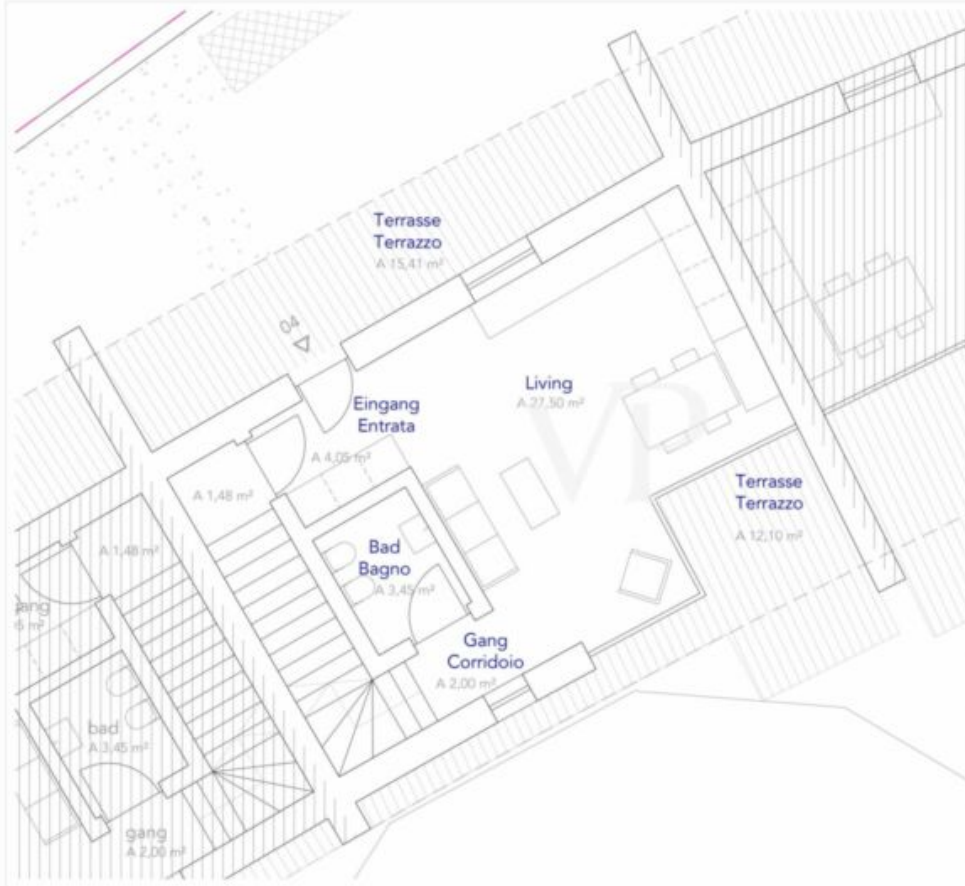 Terrasse
Terrazzo
A 15,41 m²
04
Living
A 27,50 m²
Eingang
Entrata
A 4,05 m²
A 1,48 m²
Terrasse
Terrazzo
A 12,10 m²
Bad
Bagno
A 3,45 m²
A 1,48 m²
Gang
Corridoio
A 2,00 m²
bad
A 3,45 m²
gang
A 2,00 m²
VP